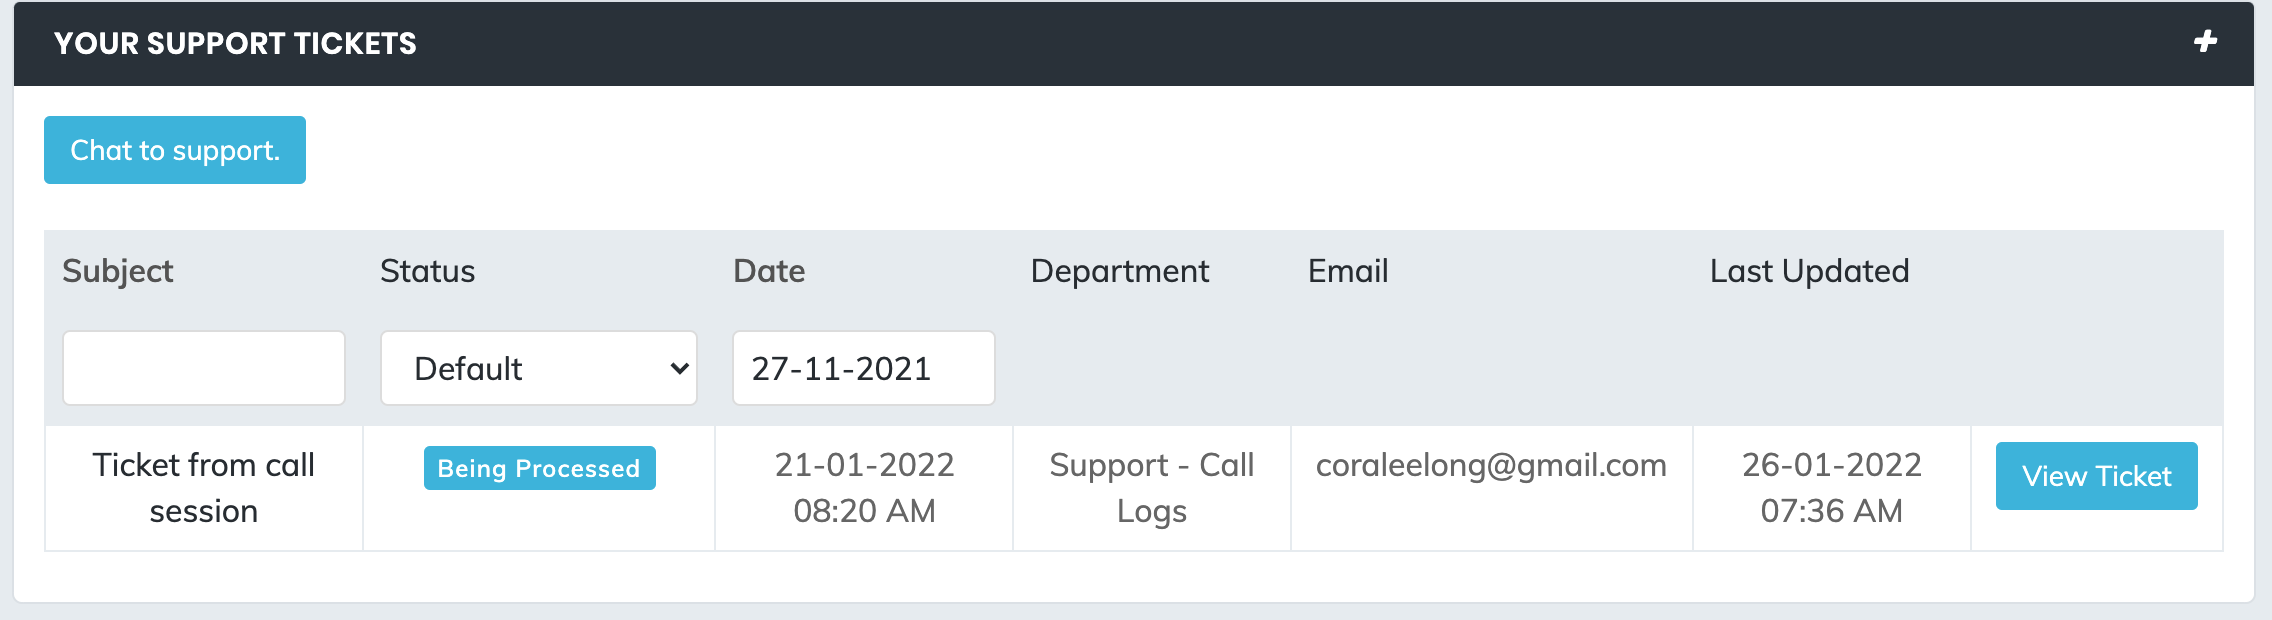 YOUR SUPPORT TICKETS
Chat to support.
Subject Status Date Department Email Last Updated
Default 27-11-2021
Ticket from call session Being Processed 21-01-2022 08:20 AM Support - Call Logs coraleelong@gmail.com 26-01-2022 07:36 AM View Ticket